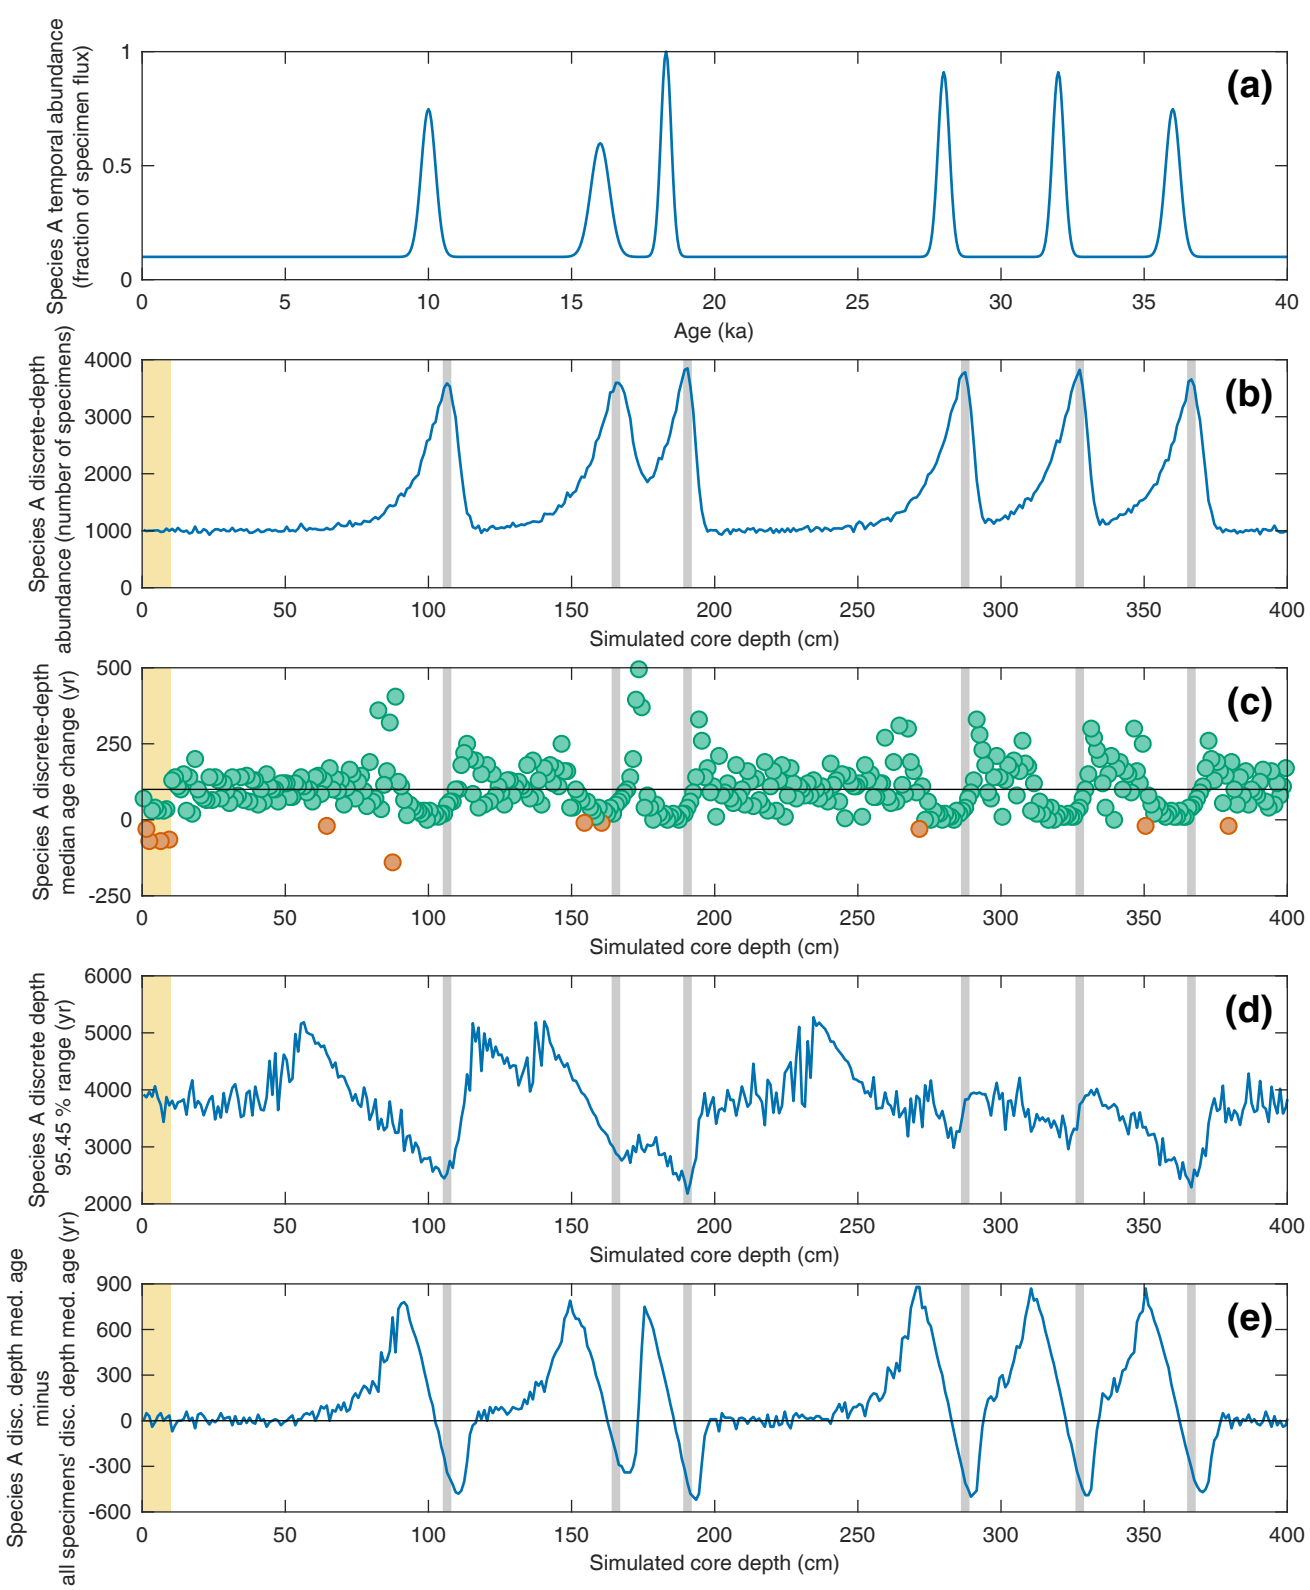 Species A temporal abundance
(fraction of specimen flux)
1
0.5
0
(a)
0 5 10 15 20 25 30 35 40
Age (ka)
Species A discrete-depth
abundance (number of specimens)
4000
3000
2000
1000
0
(b)
0 50 100 150 200 250 300 350 400
Simulated core depth (cm)
Species A discrete-depth
median age change (yr)
500
250
0
-250
(c)
0 50 100 150 200 250 300 350 400
Simulated core depth (cm)
Species A discrete depth
95.45 % range (yr)
6000
5000
4000
3000
2000
(d)
0 50 100 150 200 250 300 350 400
Simulated core depth (cm)
Species A disc. depth med. age
minus
all specimens' disc. depth med. age (yr)
900
600
300
0
-300
-600
(e)
0 50 100 150 200 250 300 350 400
Simulated core depth (cm)